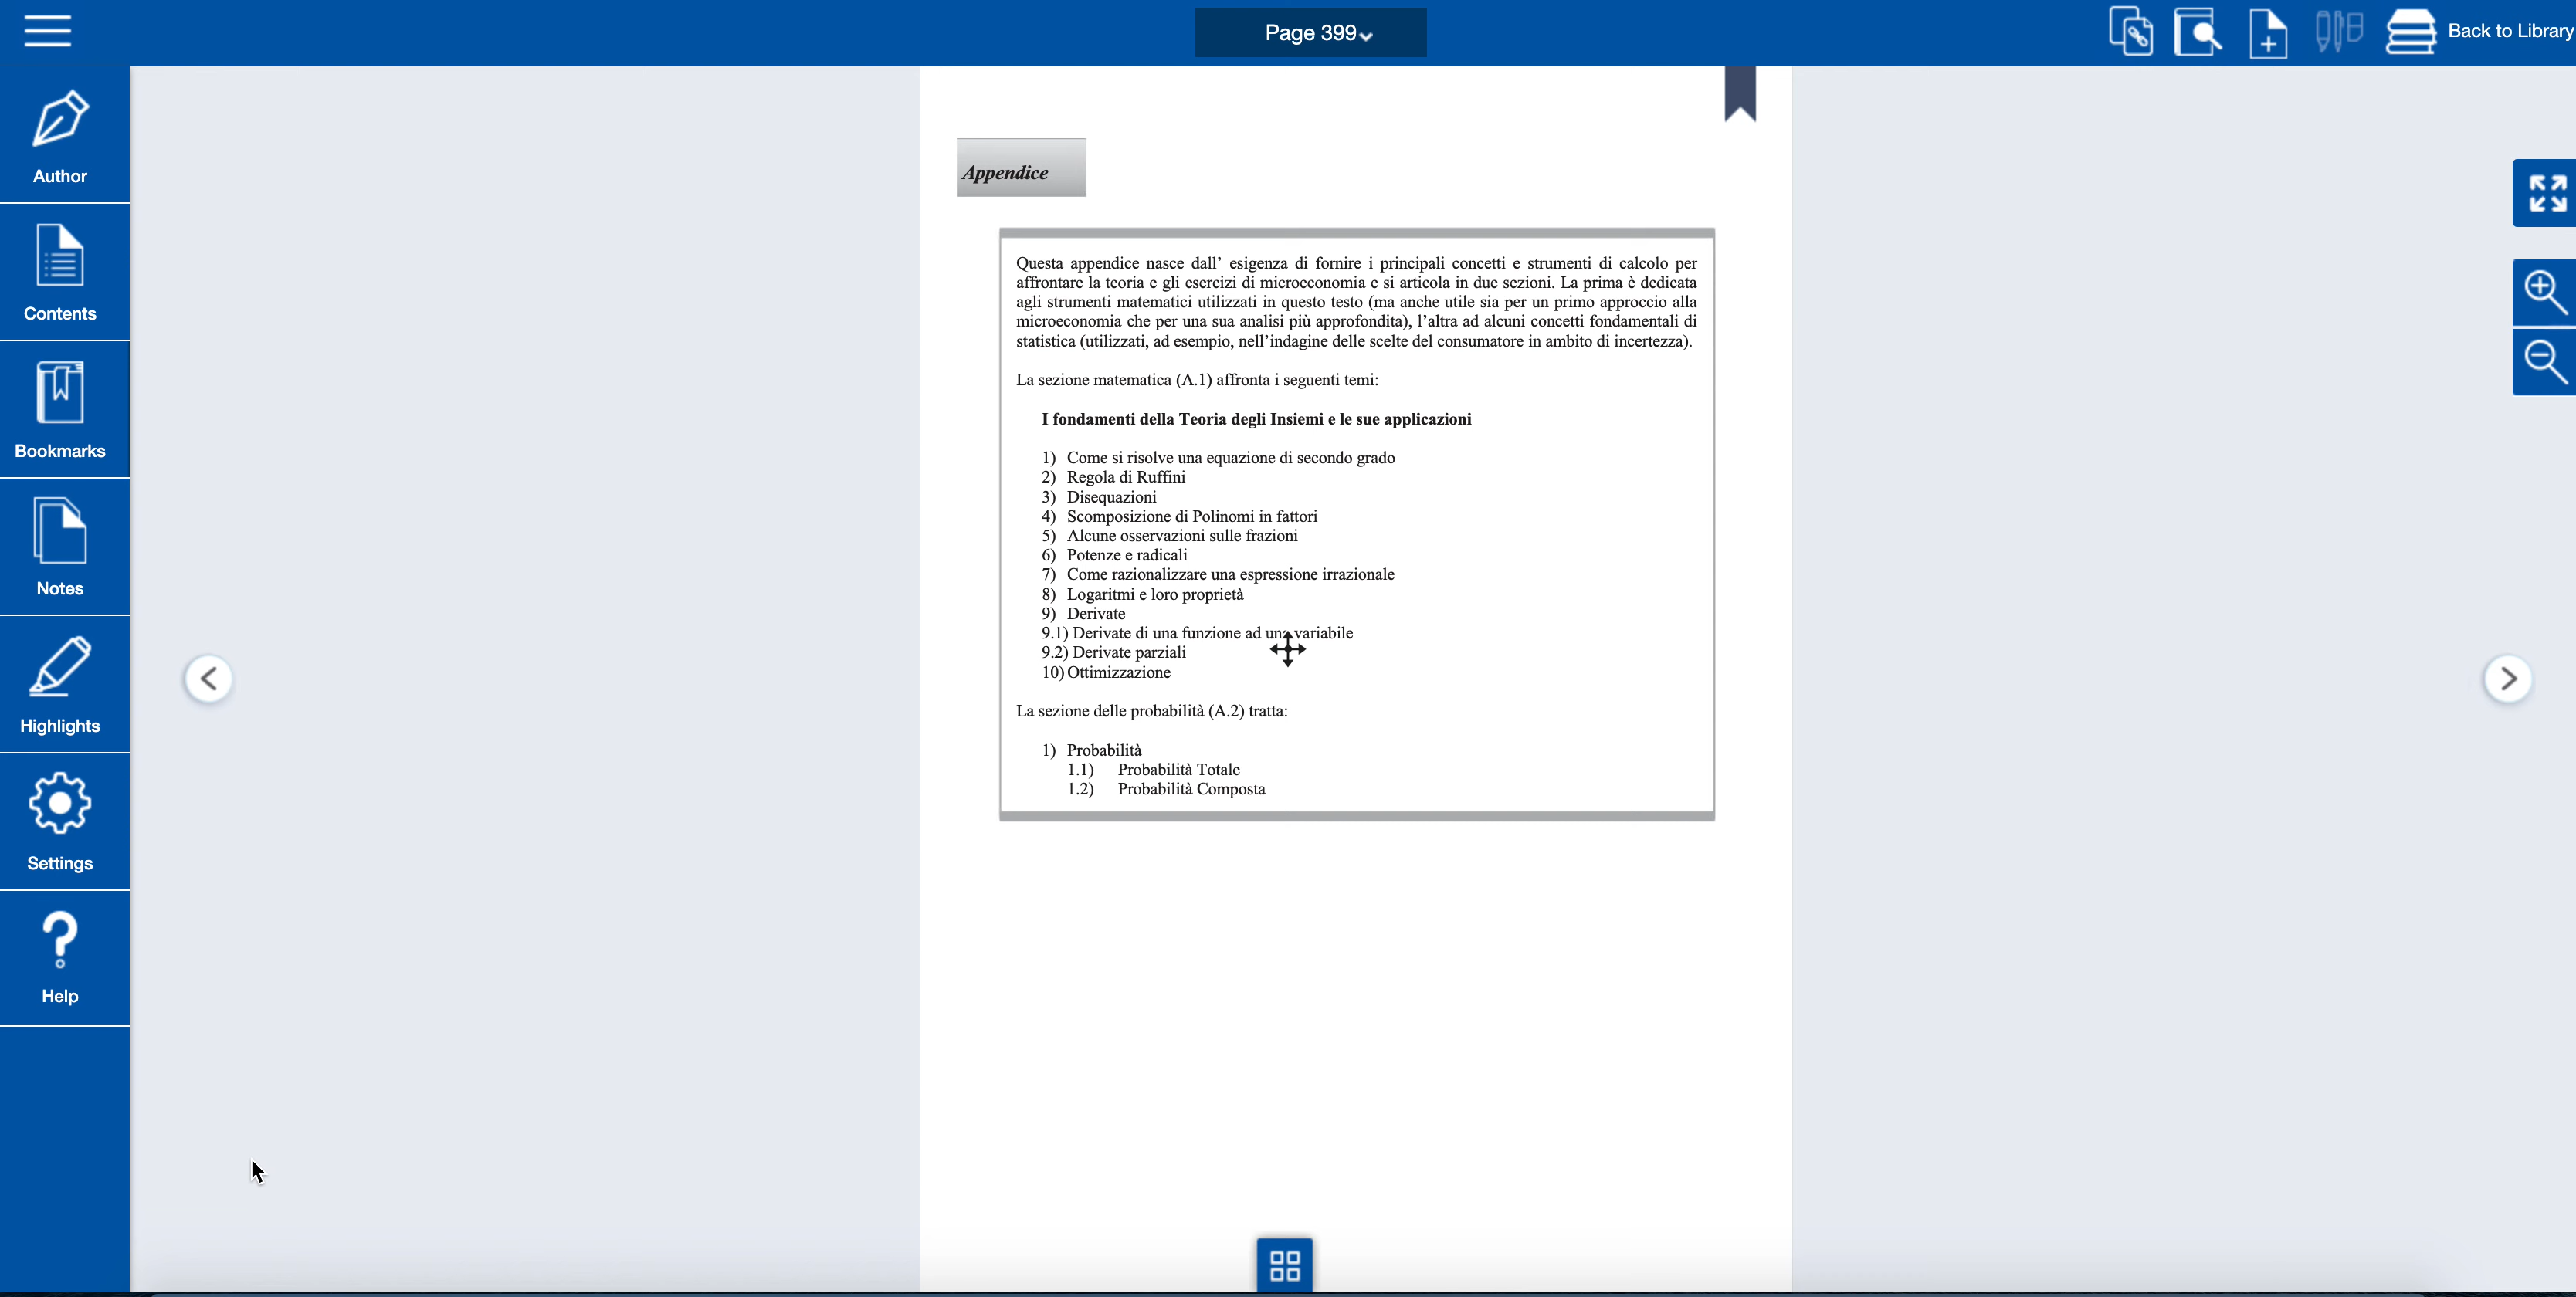 Page 399
Back to Library
Author
Contents
Bookmarks
Notes
Highlights
Settings
Help
Appendice
Questa appendice nasce dall’ esigenza di fornire i principali concetti e strumenti di calcolo per
affrontare la teoria e gli esercizi di microeconomia e si articola in due sezioni. La prima è dedicata
agli strumenti matematici utilizzati in questo testo (ma anche utile sia per un primo approccio alla
microeconomia che per una sua analisi più approfondita), l’altra ad alcuni concetti fondamentali di
statistica (utilizzati, ad esempio, nell’indagine delle scelte del consumatore in ambito di incertezza).
La sezione matematica (A.1) affronta i seguenti temi:
I fondamenti della Teoria degli Insiemi e le sue applicazioni
1) Come si risolve una equazione di secondo grado
2) Regola di Ruffini
3) Disequazioni
4) Scomposizione di Polinomi in fattori
5) Alcune osservazioni sulle frazioni
6) Potenze e radicali
7) Come razionalizzare una espressione irrazionale
8) Logaritmi e loro proprietà
9) Derivate
9.1) Derivate di una funzione ad una variabile
9.2) Derivate parziali
10) Ottimizzazione
La sezione delle probabilità (A.2) tratta:
1) Probabilità
1.1) Probabilità Totale
1.2) Probabilità Composta